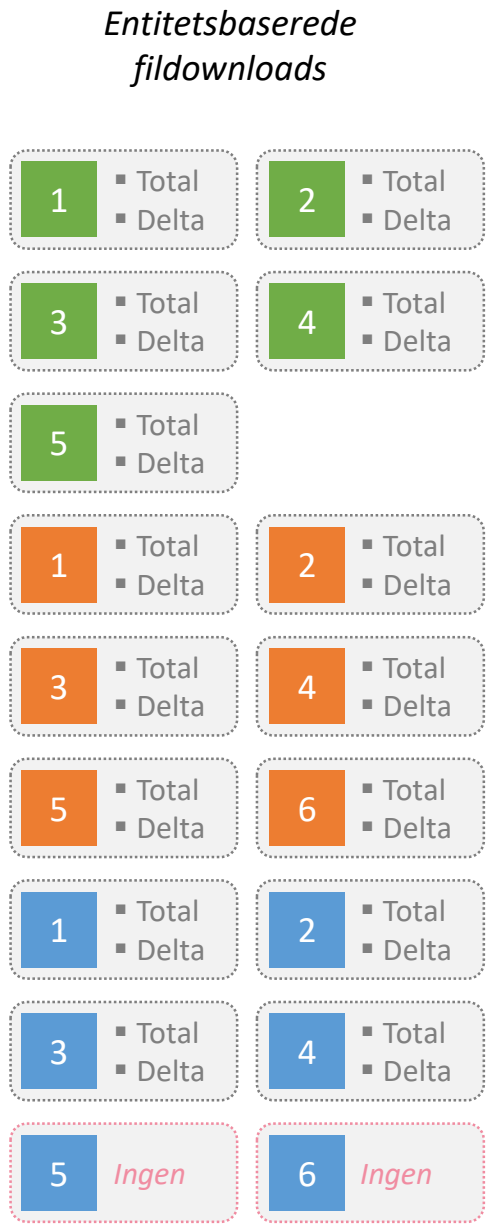 Entitetsbaserede
fildownloads
1 ▪ Total
▪ Delta
2 ▪ Total
▪ Delta
3 ▪ Total
▪ Delta
4 ▪ Total
▪ Delta
5 ▪ Total
▪ Delta
1 ▪ Total
▪ Delta
2 ▪ Total
▪ Delta
3 ▪ Total
▪ Delta
4 ▪ Total
▪ Delta
5 ▪ Total
▪ Delta
6 ▪ Total
▪ Delta
1 ▪ Total
▪ Delta
2 ▪ Total
▪ Delta
3 ▪ Total
▪ Delta
4 ▪ Total
▪ Delta
5 Ingen
6 Ingen